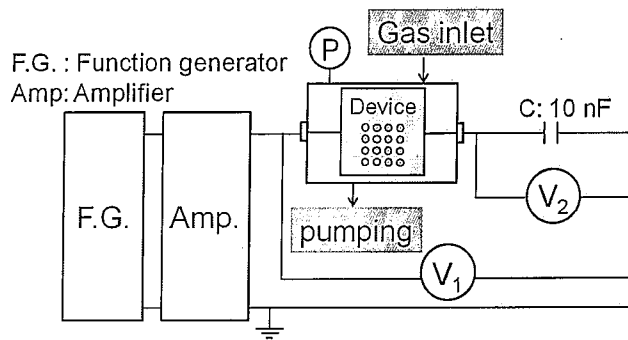 P
Gas inlet
F.G. : Function generator
Amp: Amplifier
Device
C: 10 nF
F.G.
Amp.
V₂
pumping
V₁